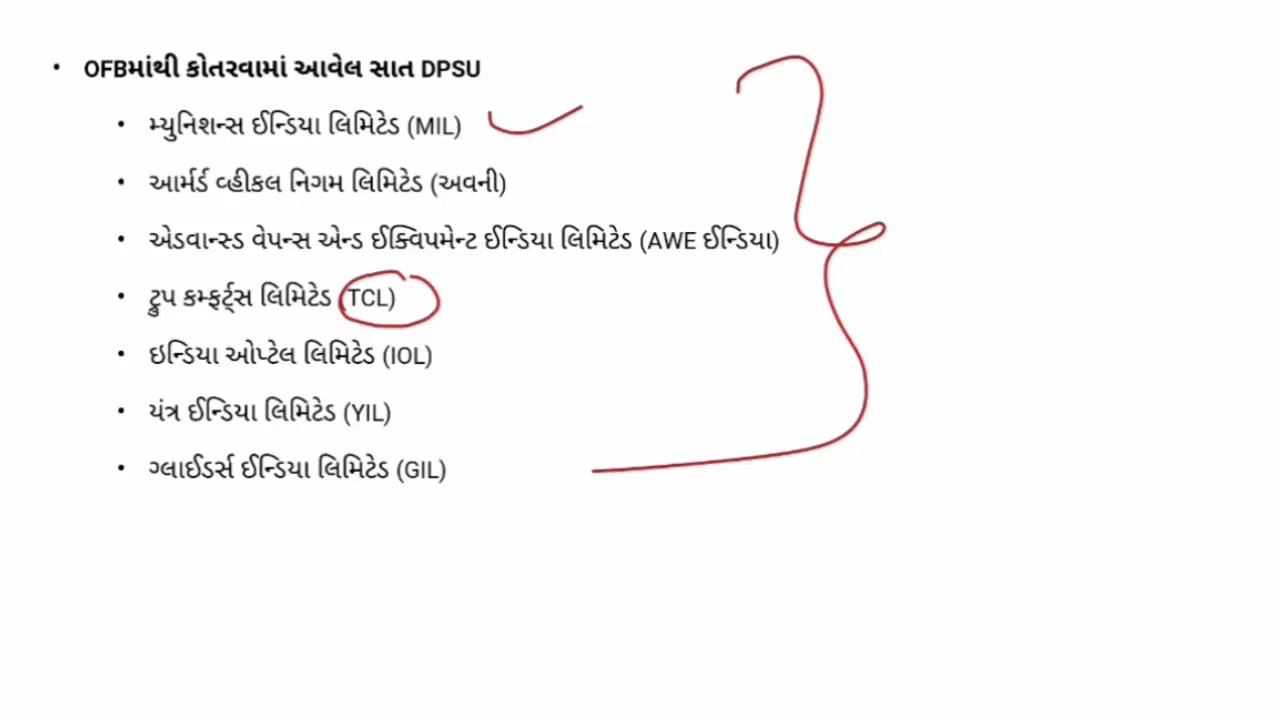 • OFBમાંથી કોતરવામાં આવેલ સાત DPSU
• મ્યુનિશન્સ ઈન્ડિયા લિમિટેડ (MIL)
• આર્મર્ડ વ્હીકલ નિગમ લિમિટેડ (અવની)
• એડવાન્સ્ડ વેપન્સ એન્ડ ઈક્વિપમેન્ટ ઈન્ડિયા લિમિટેડ (AWE ઈન્ડિયા)
• ટ્રુપ કમ્ફર્ટ્સ લિમિટેડ (TCL)
• ઇન્ડિયા ઓપ્ટેલ લિમિટેડ (IOL)
• યંત્ર ઈન્ડિયા લિમિટેડ (YIL)
• ગ્લાઈડર્સ ઈન્ડિયા લિમિટેડ (GIL)